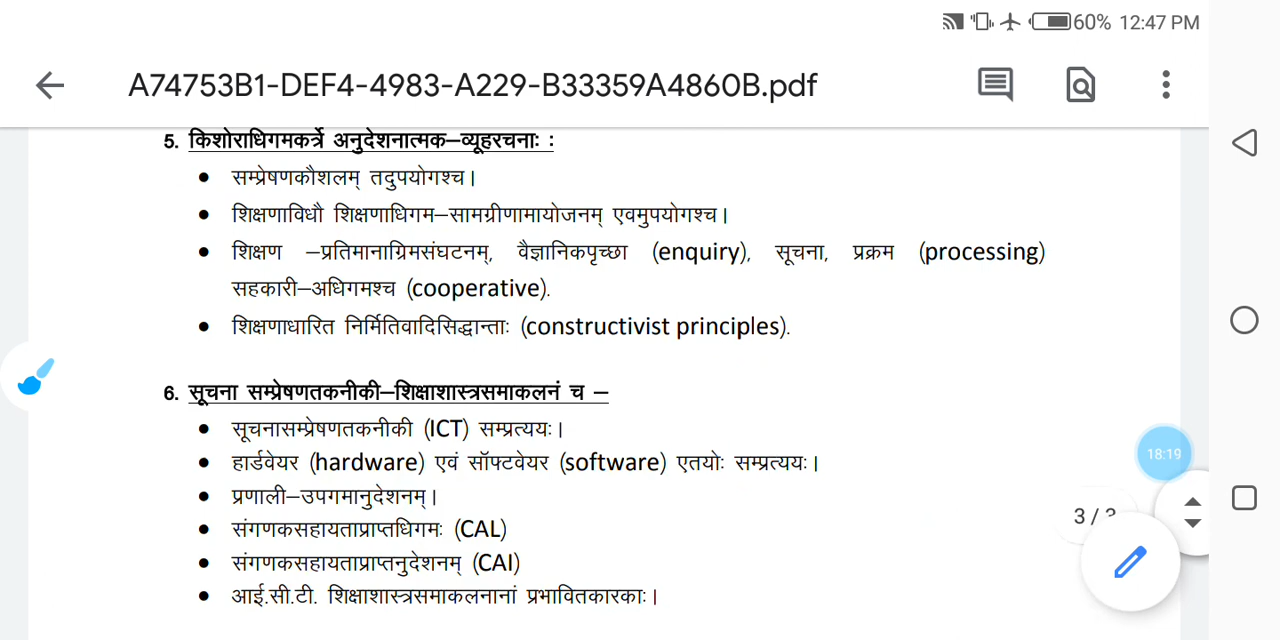 60% 12:47 PM
A74753B1-DEF4-4983-A229-B33359A4860B.pdf
5. किशोराधिगमकर्त्रे अनुदेशनात्मक–व्यूहरचनाः :
• सम्प्रेषणकौशलम् तदुपयोगश्च।
• शिक्षणाविधौ शिक्षणाधिगम–सामग्रीणामायोजनम् एवमुपयोगश्च।
• शिक्षण –प्रतिमानाग्रिमसंघटनम्, वैज्ञानिकपृच्छा (enquiry), सूचना, प्रक्रम (processing)
सहकारी–अधिगमश्च (cooperative).
• शिक्षणाधारित निर्मितिवादिसिद्धान्ताः (constructivist principles).
6. सूचना सम्प्रेषणतकनीकी–शिक्षाशास्त्रसमाकलनं च –
• सूचनासम्प्रेषणतकनीकी (ICT) सम्प्रत्ययः।
• हार्डवेयर (hardware) एवं सॉफ्टवेयर (software) एतयोः सम्प्रत्ययः।
18:19
• प्रणाली–उपगमानुदेशनम्।
3 / 3
• संगणकसहायताप्राप्तधिगमः (CAL)
• संगणकसहायताप्राप्तनुदेशनम् (CAI)
• आई.सी.टी. शिक्षाशास्त्रसमाकलनानां प्रभावितकारकाः।